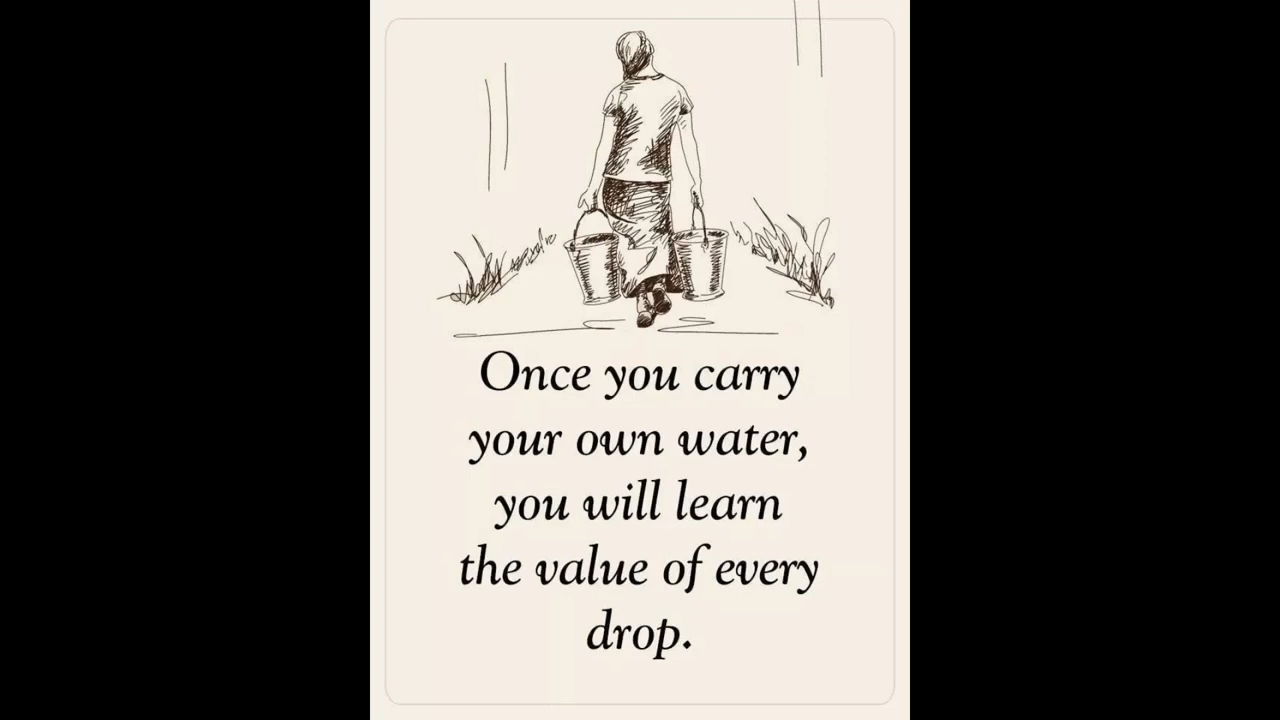 Once you carry
your own water,
you will learn
the value of every
drop.